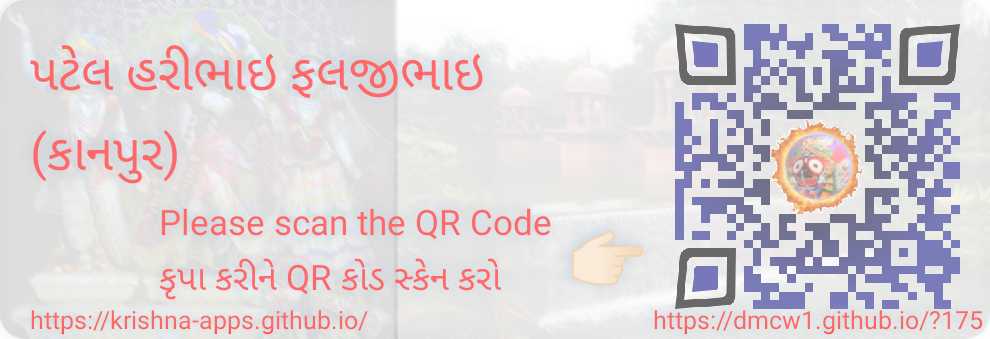 પટેલ હરીભાઇ ફલજીભાઇ
(કાનપુર)
Please scan the QR Code
કૃપા કરીને QR કોડ સ્કેન કરો
https://krishna-apps.github.io/
https://dmcw1.github.io/?175